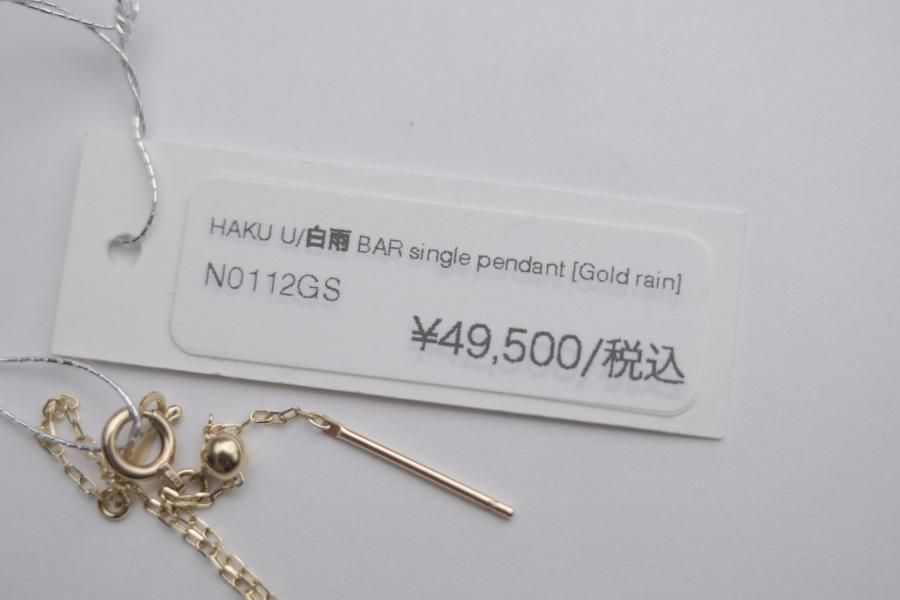 HAKU U/白雨 BAR single pendant [Gold rain]
N0112GS
¥49,500/税込